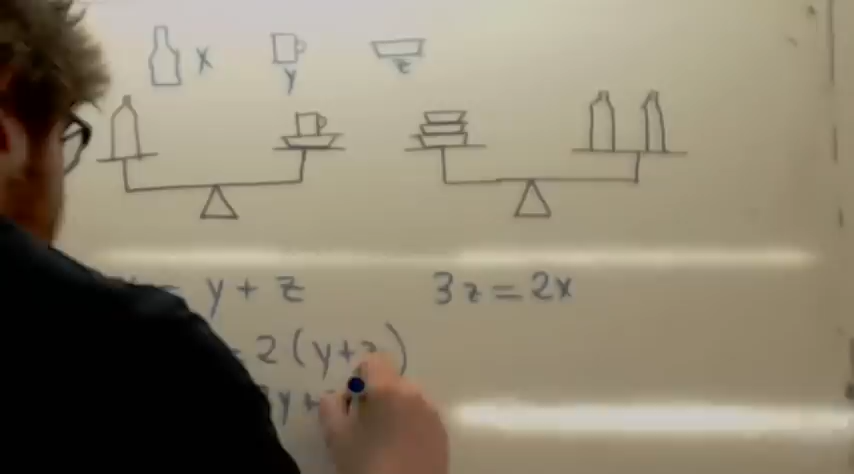 x y z
= y + z 3z = 2x
= 2 (y+z)
y +